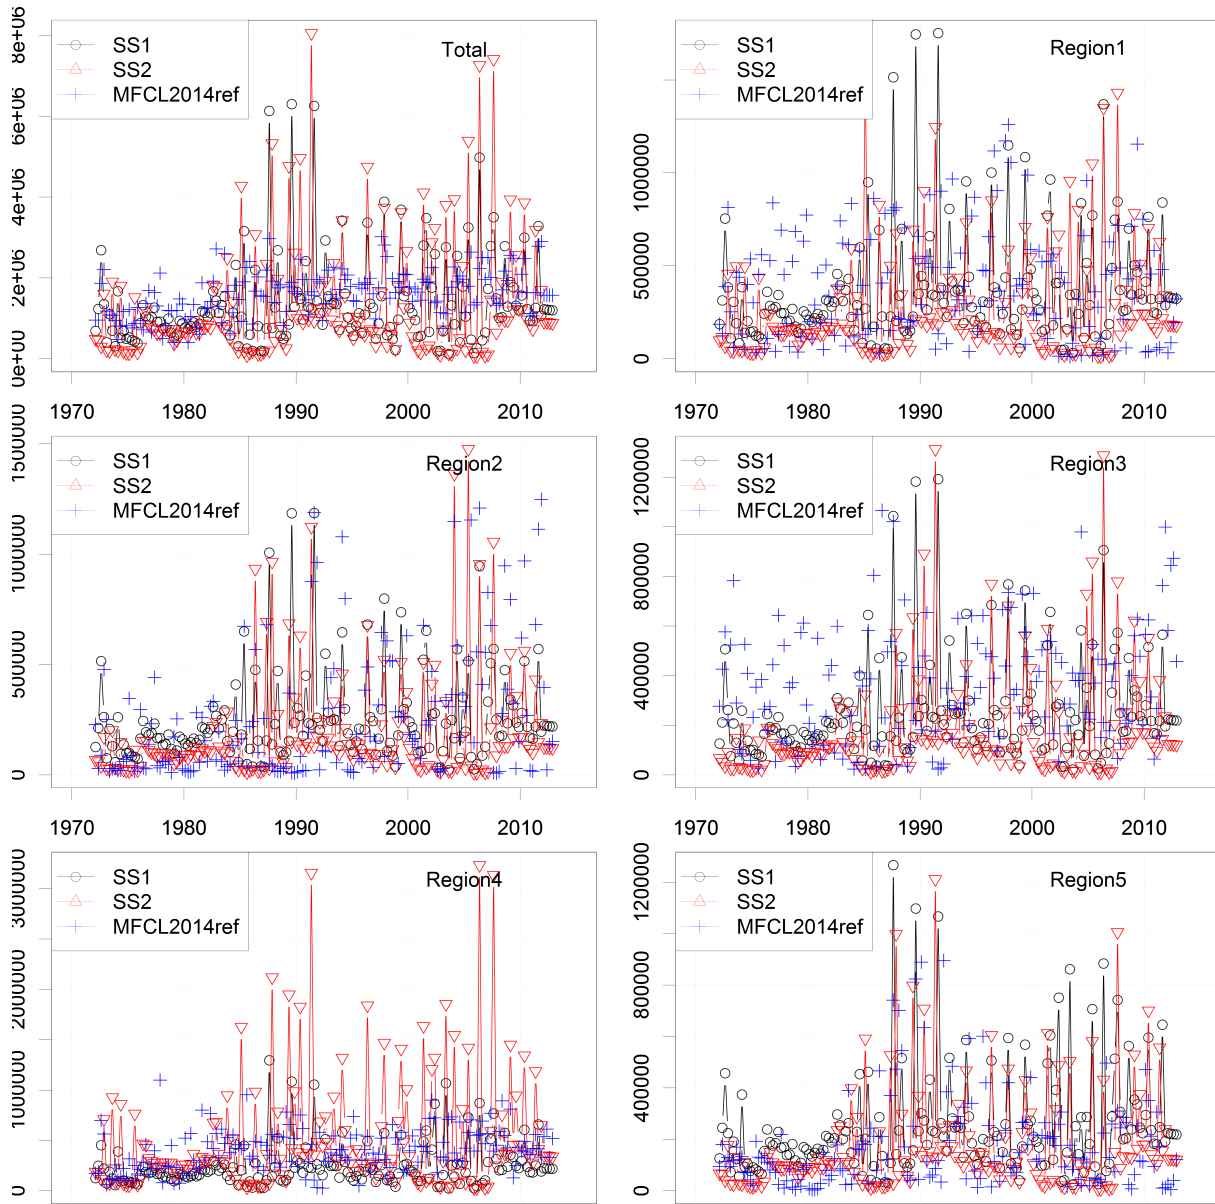 8e+06
6e+06
4e+06
2e+06
0e+00
SS1
SS2
MFCL2014ref
Total
1970
1980
1990
2000
2010
1000000
500000
0
SS1
SS2
MFCL2014ref
Region1
1970
1980
1990
2000
2010
1500000
1000000
500000
0
SS1
SS2
MFCL2014ref
Region2
1970
1980
1990
2000
2010
1200000
800000
400000
0
SS1
SS2
MFCL2014ref
Region3
1970
1980
1990
2000
2010
3000000
2000000
1000000
0
SS1
SS2
MFCL2014ref
Region4
1200000
800000
400000
0
SS1
SS2
MFCL2014ref
Region5